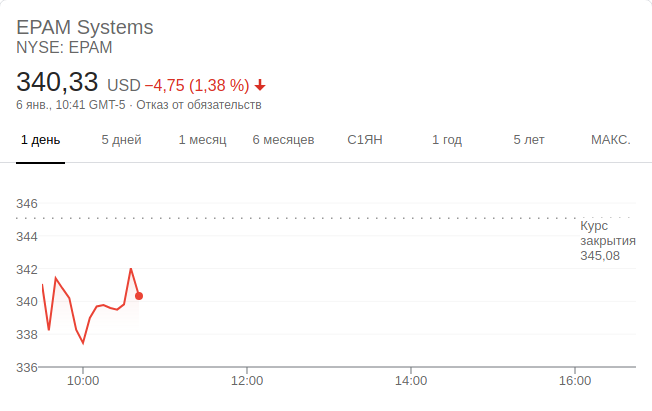 EPAM Systems
NYSE: EPAM
340,33 USD −4,75 (1,38 %)
6 янв., 10:41 GMT-5 · Отказ от обязательств
1 день 5 дней 1 месяц 6 месяцев С1ЯН 1 год 5 лет МАКС.
346
344
342
340
338
336
Курс
закрытия
345,08
10:00 12:00 14:00 16:00